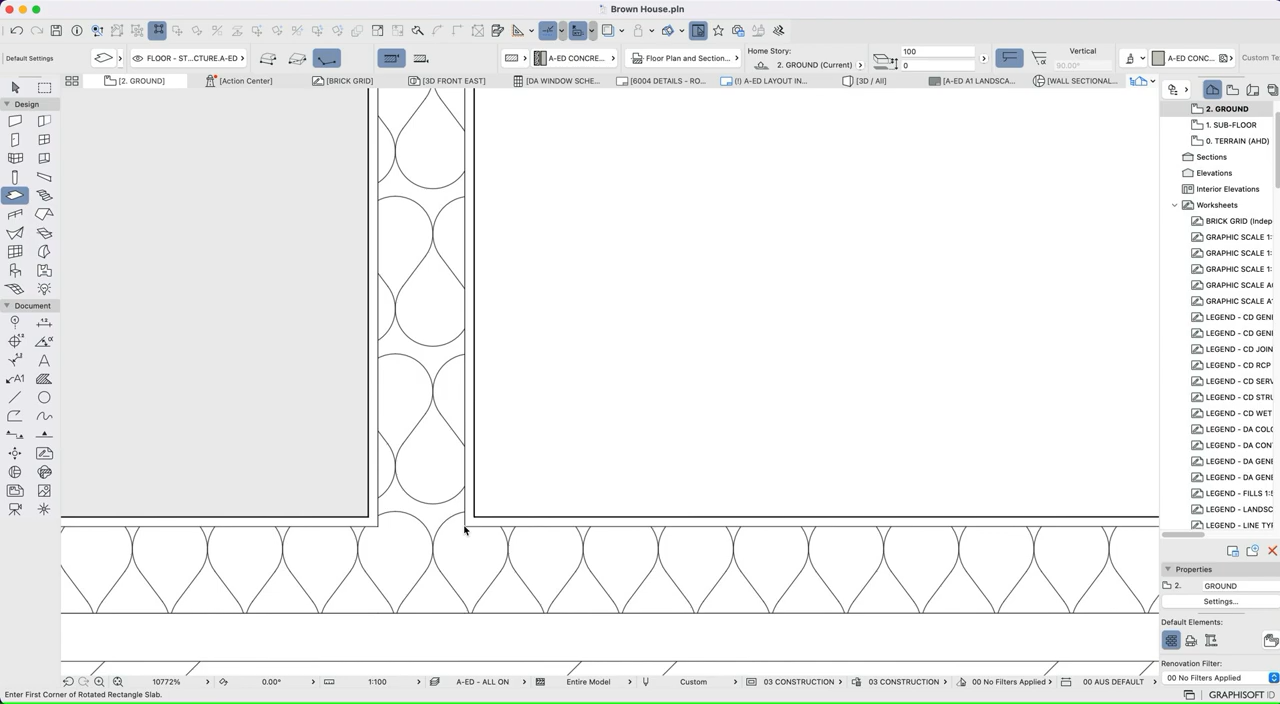 Brown House.pln
Default Settings
FLOOR - ST...CTURE.A-ED
A-ED CONCRE...
Floor Plan and Section...
Home Story:
2. GROUND (Current)
100
0
Vertical
90.00°
A-ED CONC...
Custom Te
[2. GROUND]
[Action Center]
[BRICK GRID]
[3D FRONT EAST]
[DA WINDOW SCHE...
[6004 DETAILS - RO...
(!) A-ED LAYOUT IN...
[3D / All]
[A-ED A1 LANDSCA...
[WALL SECTIONAL...
Design
Document
A1
2. GROUND
1. SUB-FLOOR
0. TERRAIN (AHD)
Sections
Elevations
Interior Elevations
Worksheets
BRICK GRID (Indep
GRAPHIC SCALE 1:
GRAPHIC SCALE 1:
GRAPHIC SCALE 1:
GRAPHIC SCALE A0
GRAPHIC SCALE A1
LEGEND - CD GENI
LEGEND - CD GENI
LEGEND - CD JOIN
LEGEND - CD RCP
LEGEND - CD SERV
LEGEND - CD STRU
LEGEND - CD WET
LEGEND - DA COLO
LEGEND - DA CON
LEGEND - DA GENE
LEGEND - DA GENE
LEGEND - FILLS 1:5
LEGEND - LANDSC
LEGEND - LINE TYI
Properties
2.
GROUND
Settings...
Default Elements:
Renovation Filter:
00 No Filters Applied
10772%
0.00°
1:100
A-ED - ALL ON
Entire Model
Custom
03 CONSTRUCTION
03 CONSTRUCTION
00 No Filters Applied
00 AUS DEFAULT
Enter First Corner of Rotated Rectangle Slab.
GRAPHISOFT ID